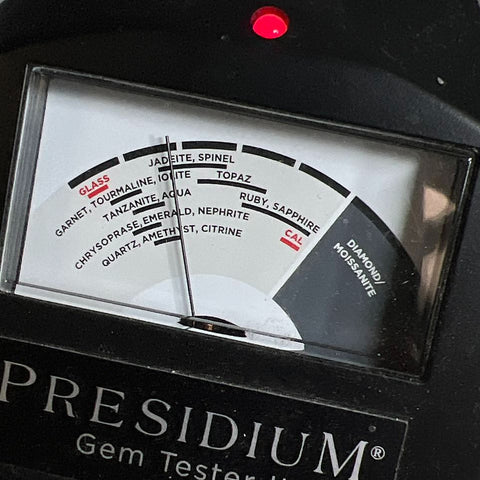 JADEITE, SPINEL
GLASS
GARNET, TOURMALINE, IOLITE
TOPAZ
TANZANITE, AQUA
RUBY, SAPPHIRE
CHRYSOPRASE, EMERALD, NEPHRITE
CAL
QUARTZ, AMETHYST, CITRINE
DIAMOND/
MOISSANITE
PRESIDIUM®
Gem Tester